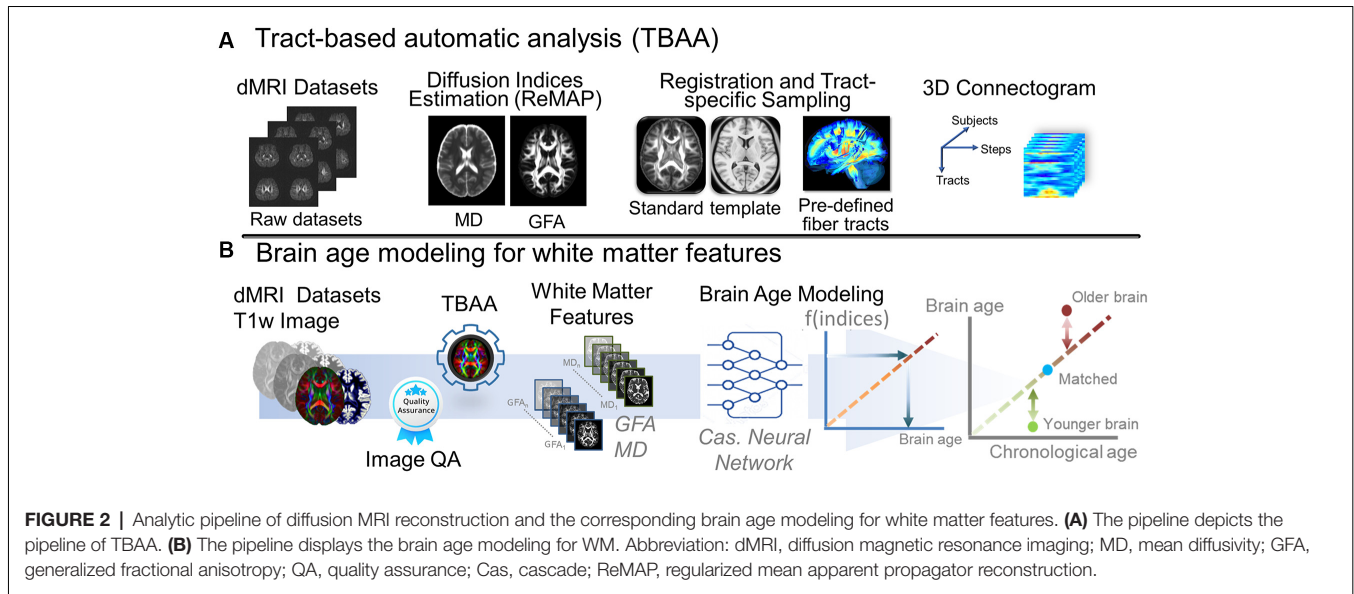 A Tract-based automatic analysis (TBAA)
dMRI Datasets
Raw datasets
Diffusion Indices
Estimation (ReMAP)
MD GFA
Registration and Tract-
specific Sampling
Standard template
Pre-defined
fiber tracts
3D Connectogram
Subjects
Steps
Tracts
B Brain age modeling for white matter features
dMRI Datasets
T1w Image
Quality
Assurance
Image QA
TBAA
White Matter
Features
MDn
MD1
GFAn
GFA1
GFA
MD
Brain Age Modeling
f(indices)
Cas. Neural
Network
Brain age
Brain age
Older brain
Matched
Younger brain
Chronological age
FIGURE 2 | Analytic pipeline of diffusion MRI reconstruction and the corresponding brain age modeling for white matter features. (A) The pipeline depicts the
pipeline of TBAA. (B) The pipeline displays the brain age modeling for WM. Abbreviation: dMRI, diffusion magnetic resonance imaging; MD, mean diffusivity; GFA,
generalized fractional anisotropy; QA, quality assurance; Cas, cascade; ReMAP, regularized mean apparent propagator reconstruction.